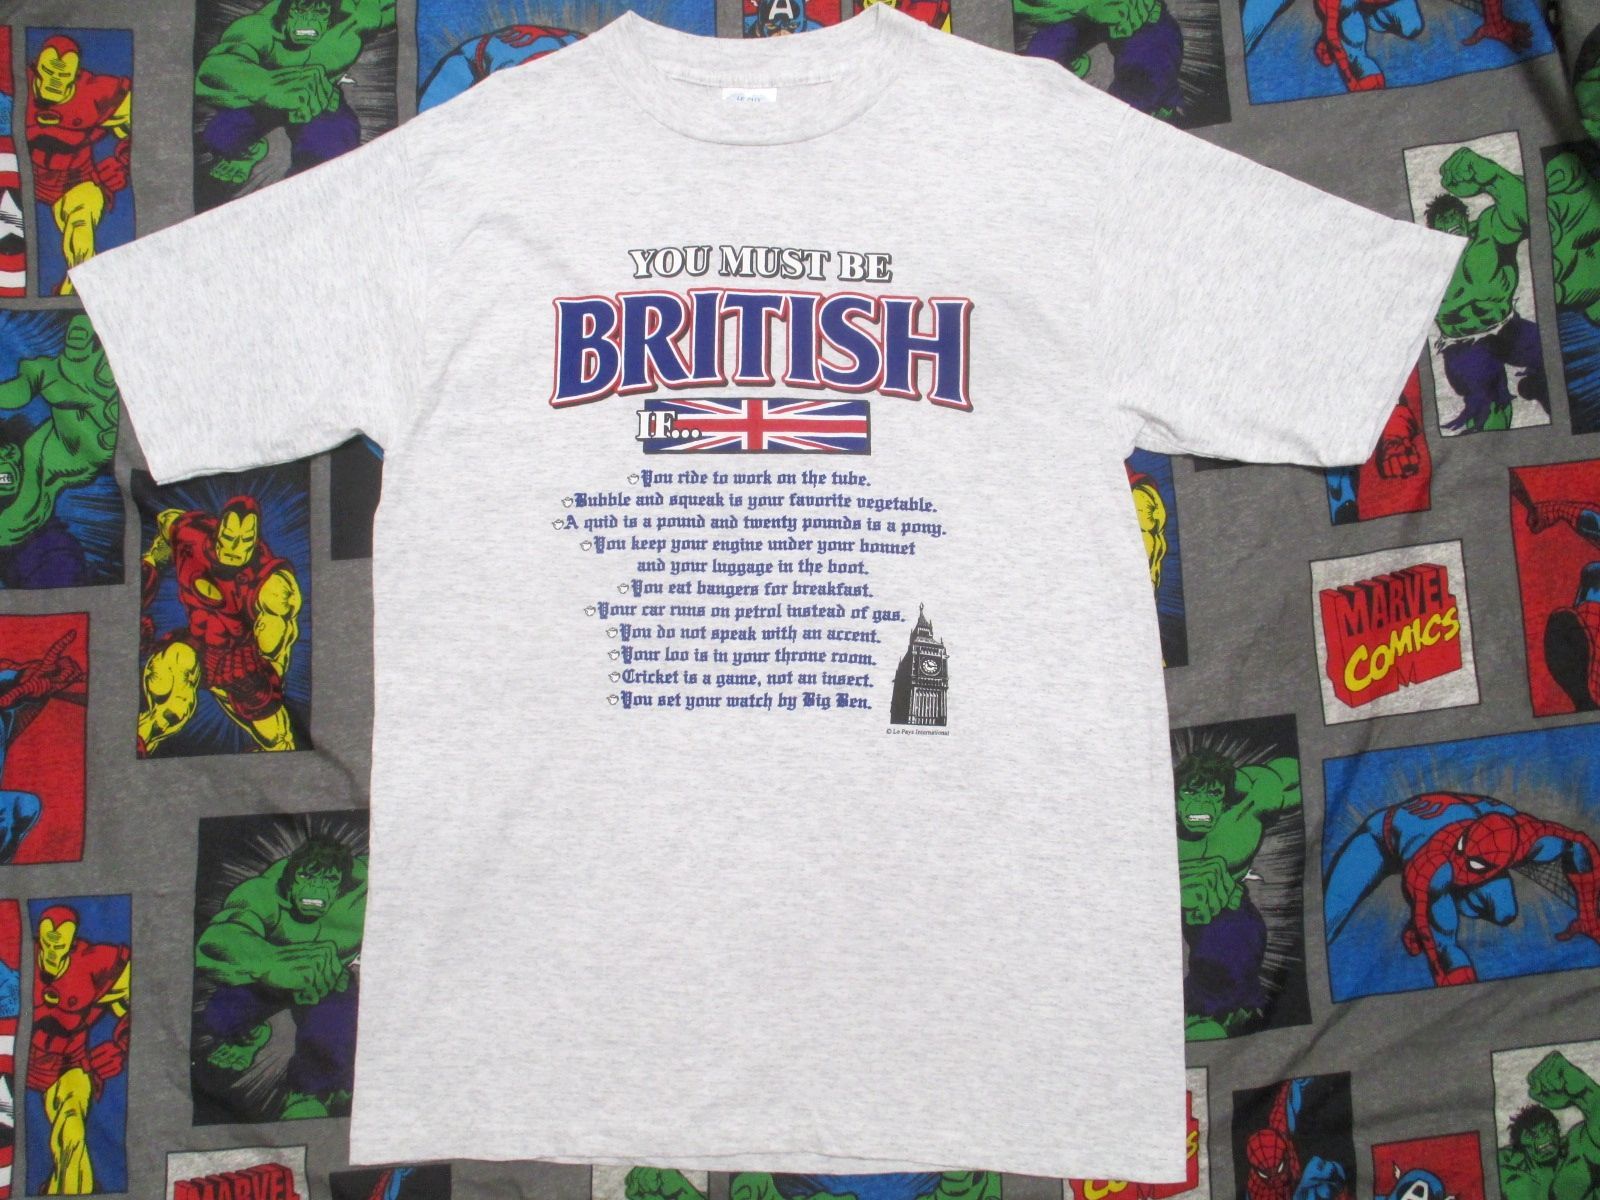 YOU MUST BE
BRITISH
IF...
You ride to work on the tube.
Bubble and squeak is your favorite vegetable.
A quid is a pound and twenty pounds is a pony.
You keep your engine under your bonnet
and your luggage in the boot.
You eat bangers for breakfast.
Your car runs on petrol instead of gas.
You do not speak with an accent.
Your loo is in your throne room.
Cricket is a game, not an insect.
You set your watch by Big Ben.
© Le Pays International
MARVEL
COMICS
MARVEL